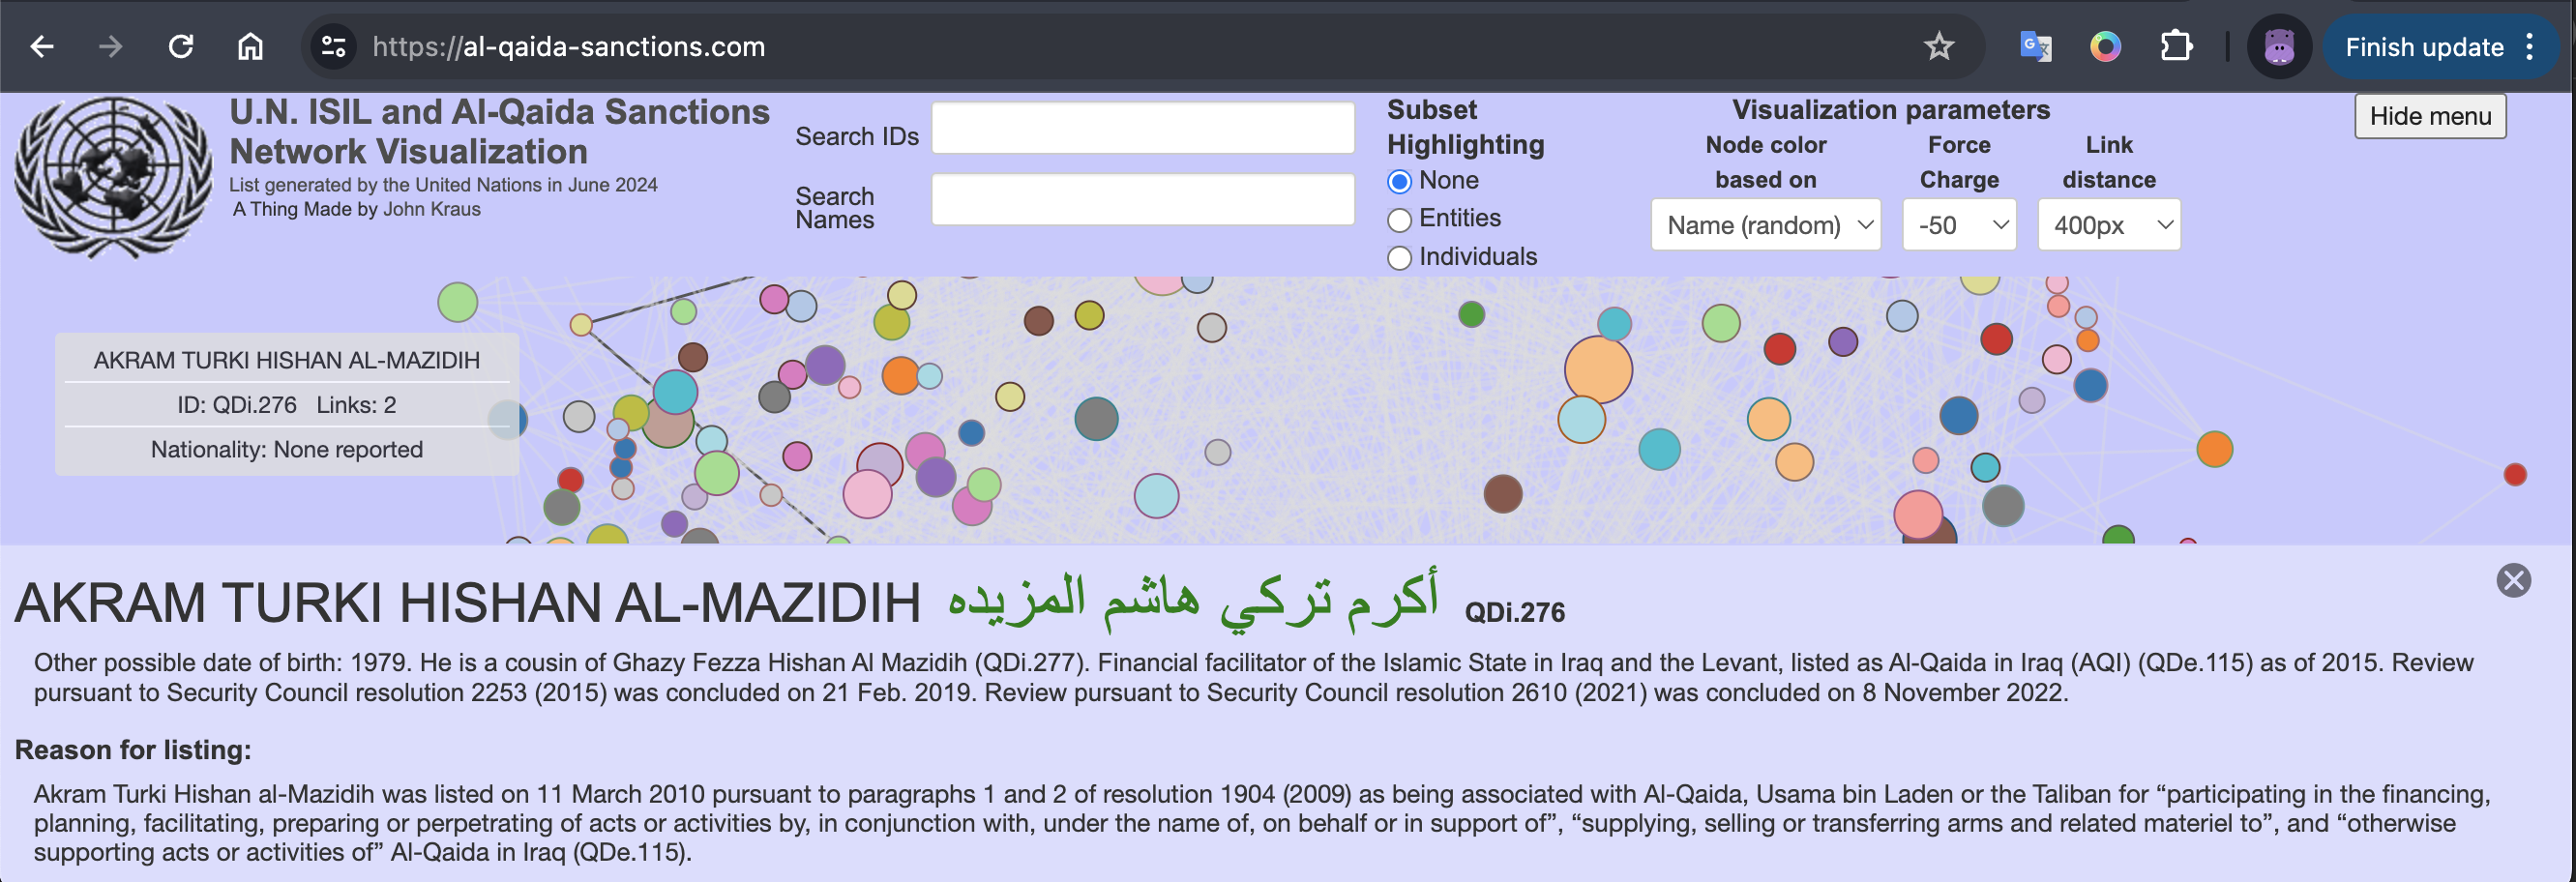 https://al-qaida-sanctions.com
Finish update
U.N. ISIL and Al-Qaida Sanctions
Network Visualization
List generated by the United Nations in June 2024
A Thing Made by John Kraus
Search IDs
Search
Names
Subset
Highlighting
None
Entities
Individuals
Visualization parameters
Node color
based on
Name (random)
Force
Charge
-50
Link
distance
400px
Hide menu
AKRAM TURKI HISHAN AL-MAZIDIH
ID: QDi.276 Links: 2
Nationality: None reported
AKRAM TURKI HISHAN AL-MAZIDIH أكرم تركي هاشم المزيده QDi.276
Other possible date of birth: 1979. He is a cousin of Ghazy Fezza Hishan Al Mazidih (QDi.277). Financial facilitator of the Islamic State in Iraq and the Levant, listed as Al-Qaida in Iraq (AQI) (QDe.115) as of 2015. Review
pursuant to Security Council resolution 2253 (2015) was concluded on 21 Feb. 2019. Review pursuant to Security Council resolution 2610 (2021) was concluded on 8 November 2022.
Reason for listing:
Akram Turki Hishan al-Mazidih was listed on 11 March 2010 pursuant to paragraphs 1 and 2 of resolution 1904 (2009) as being associated with Al-Qaida, Usama bin Laden or the Taliban for “participating in the financing,
planning, facilitating, preparing or perpetrating of acts or activities by, in conjunction with, under the name of, on behalf or in support of”, “supplying, selling or transferring arms and related materiel to”, and “otherwise
supporting acts or activities of” Al-Qaida in Iraq (QDe.115).